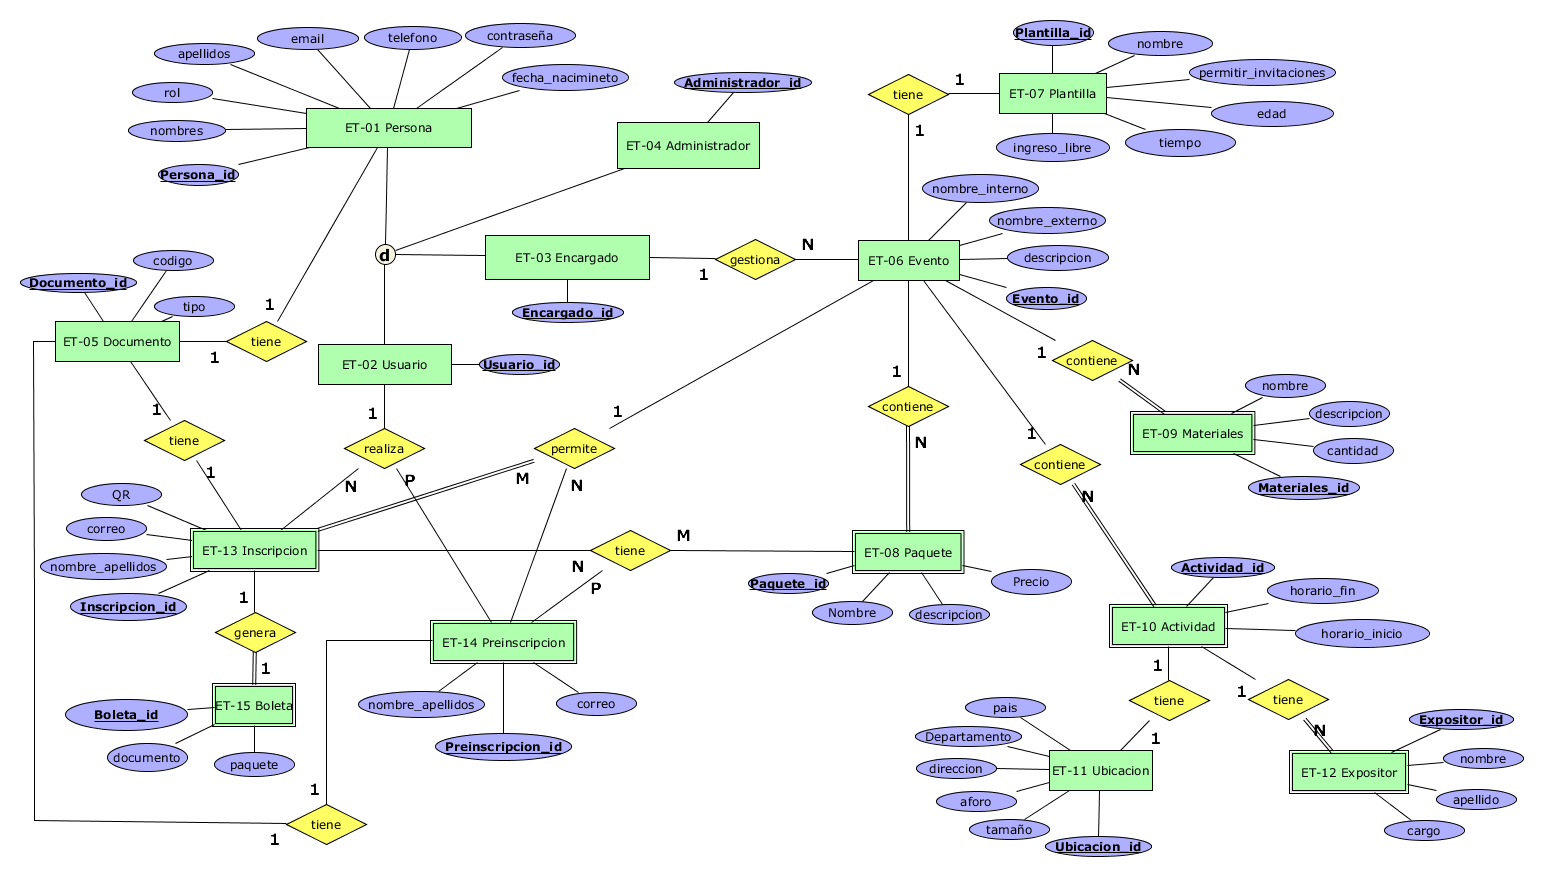 Plantilla_id
email
telefono
contraseña
nombre
apellidos
permitir_invitaciones
fecha_nacimineto
Administrador_id
rol
tiene
1
ET-07 Plantilla
edad
ET-01 Persona
nombres
1
ingreso_libre
tiempo
ET-04 Administrador
Persona_id
nombre_interno
nombre_externo
d
codigo
ET-03 Encargado
1
gestiona
N
ET-06 Evento
descripcion
Documento_id
tipo
1
Encargado_id
Evento_id
ET-05 Documento
1
tiene
ET-02 Usuario
Usuario_id
1
contiene
N
1
nombre
1
1
1
contiene
descripcion
1
tiene
realiza
permite
ET-09 Materiales
cantidad
1
N
P
M
N
N
1
contiene
N
Materiales_id
QR
correo
ET-13 Inscripcion
nombre_apellidos
Inscripcion_id
tiene
M
N
P
ET-08 Paquete
Paquete_id
Nombre
descripcion
Precio
Actividad_id
horario_fin
ET-10 Actividad
horario_inicio
1
genera
1
ET-14 Preinscripcion
nombre_apellidos
correo
Preinscripcion_id
1
tiene
1
1
tiene
N
ET-15 Boleta
Boleta_id
documento
paquete
pais
Departamento
direccion
aforo
tamaño
ET-11 Ubicacion
Ubicacion_id
Expositor_id
nombre
ET-12 Expositor
apellido
cargo
1
tiene
1